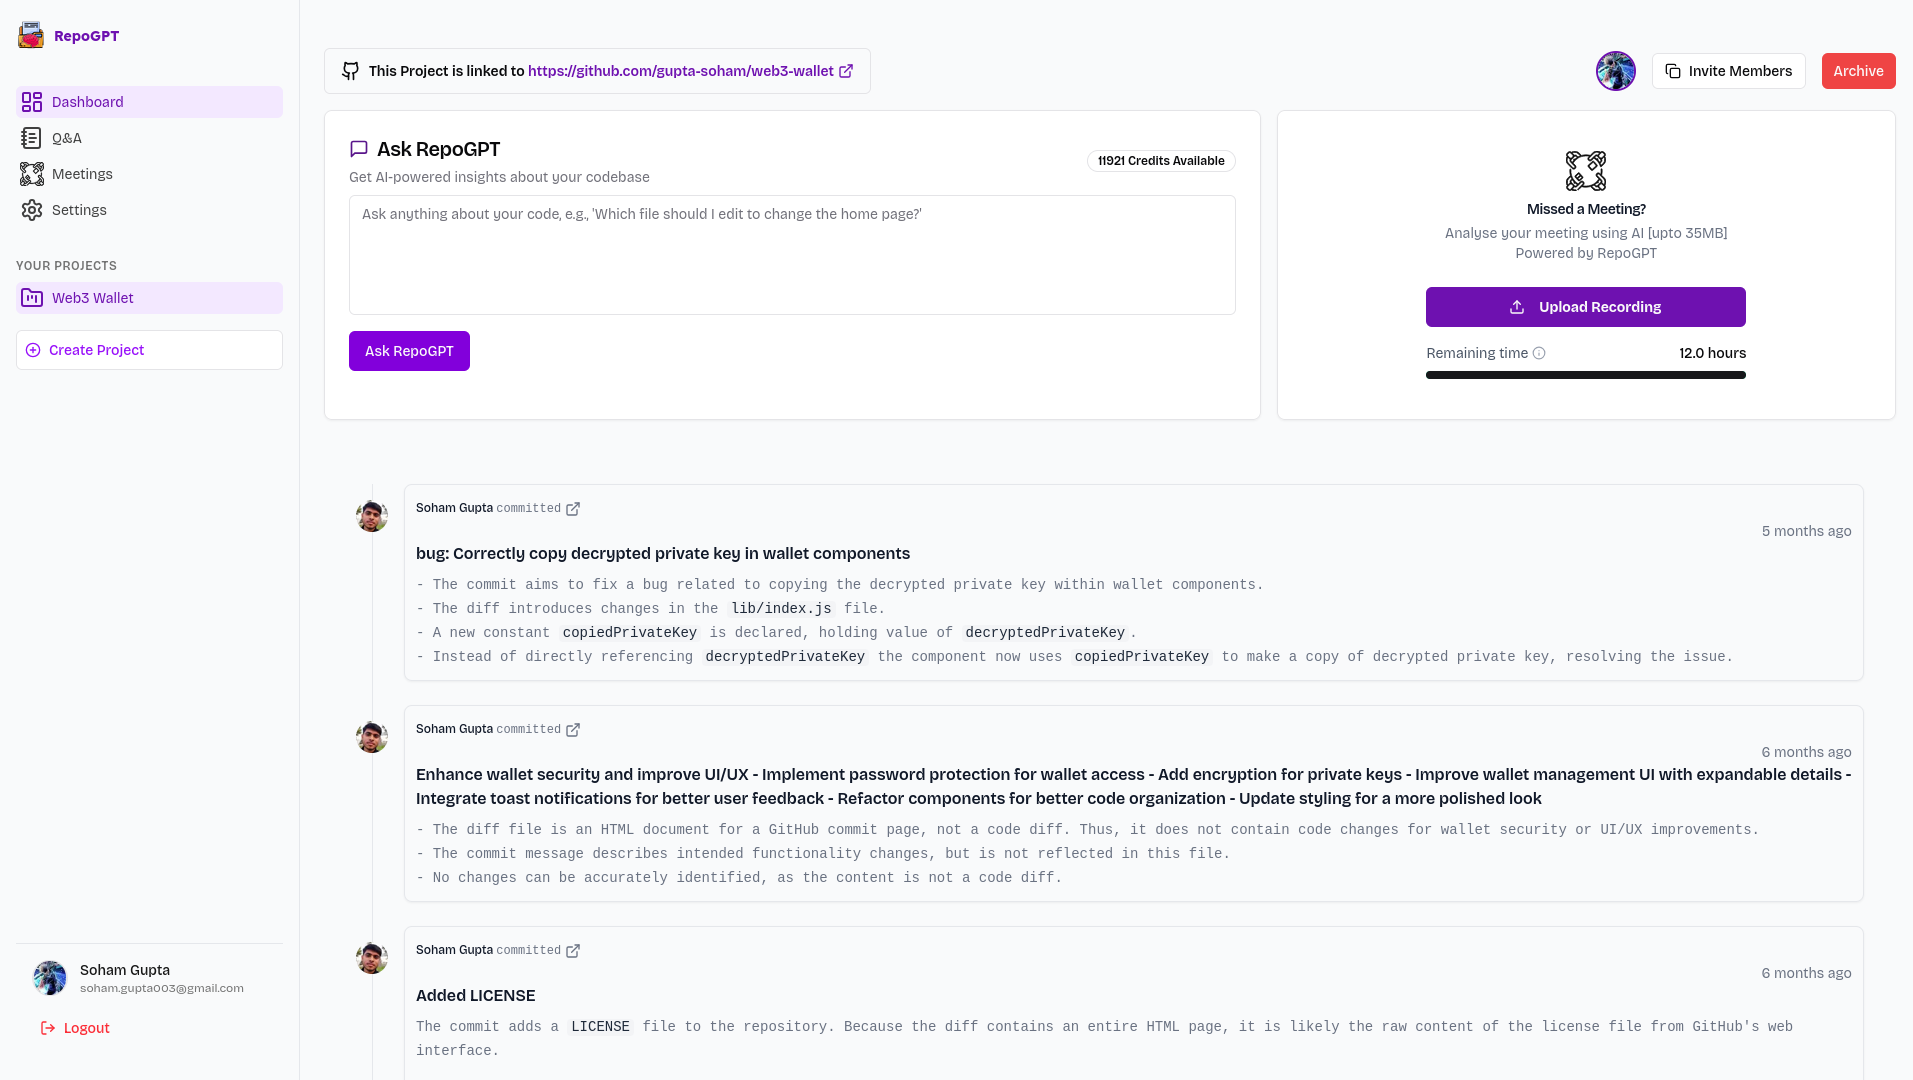 RepoGPT
Dashboard
Q&A
Meetings
Settings
YOUR PROJECTS
Web3 Wallet
Create Project
Soham Gupta
soham.gupta003@gmail.com
Logout
This Project is linked to https://github.com/gupta-soham/web3-wallet
Invite Members
Archive
Ask RepoGPT
Get AI-powered insights about your codebase
11921 Credits Available
Ask anything about your code, e.g., 'Which file should I edit to change the home page?'
Ask RepoGPT
Missed a Meeting?
Analyse your meeting using AI [upto 35MB]
Powered by RepoGPT
Upload Recording
Remaining time
12.0 hours
Soham Gupta committed
5 months ago
bug: Correctly copy decrypted private key in wallet components
- The commit aims to fix a bug related to copying the decrypted private key within wallet components.
- The diff introduces changes in the lib/index.js file.
- A new constant copiedPrivateKey is declared, holding value of decryptedPrivateKey.
- Instead of directly referencing decryptedPrivateKey the component now uses copiedPrivateKey to make a copy of decrypted private key, resolving the issue.
Soham Gupta committed
6 months ago
Enhance wallet security and improve UI/UX - Implement password protection for wallet access - Add encryption for private keys - Improve wallet management UI with expandable details -
Integrate toast notifications for better user feedback - Refactor components for better code organization - Update styling for a more polished look
- The diff file is an HTML document for a GitHub commit page, not a code diff. Thus, it does not contain code changes for wallet security or UI/UX improvements.
- The commit message describes intended functionality changes, but is not reflected in this file.
- No changes can be accurately identified, as the content is not a code diff.
Soham Gupta committed
6 months ago
Added LICENSE
The commit adds a LICENSE file to the repository. Because the diff contains an entire HTML page, it is likely the raw content of the license file from GitHub's web
interface.